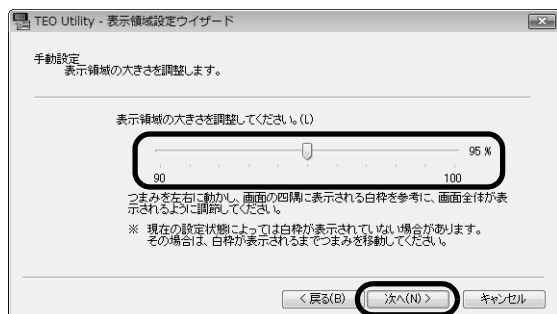 TEO Utility - 表示領域設定ウィザード
手動設定
表示領域の大きさを調整します。
表示領域の大きさを調整してください。(L)
95 %
90 100
つまみを左右に動かし、画面の四隅に表示される白枠を参考に、画面全体が表
示されるように調節してください。
※ 現在の設定状態によっては白枠が表示されていない場合があります。
その場合は、白枠が表示されるまでつまみを移動してください。
< 戻る(B) 次へ(N) > キャンセル